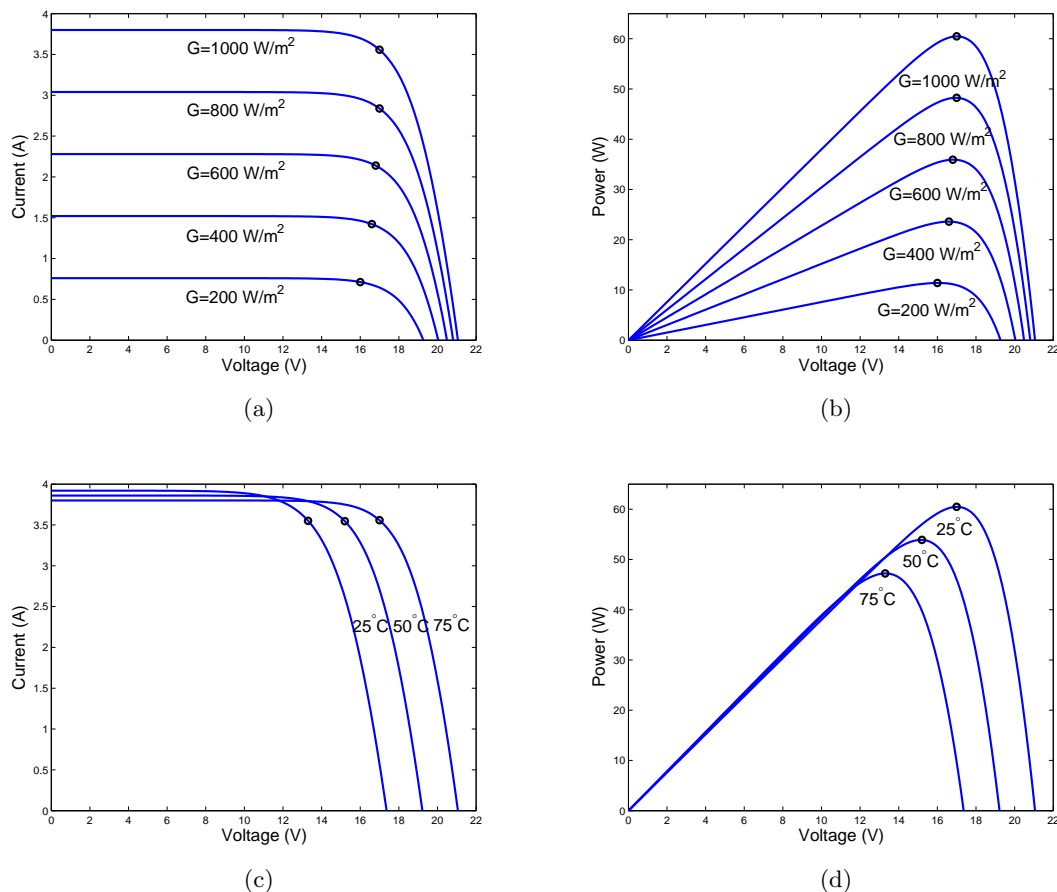 4
3.5
3
2.5
2
1.5
1
0.5
0
Current (A)
G=1000 W/m²
G=800 W/m²
G=600 W/m²
G=400 W/m²
G=200 W/m²
0 2 4 6 8 10 12 14 16 18 20 22
Voltage (V)
(a)
60
50
40
30
20
10
0
Power (W)
G=1000 W/m²
G=800 W/m²
G=600 W/m²
G=400 W/m²
G=200 W/m²
0 2 4 6 8 10 12 14 16 18 20 22
Voltage (V)
(b)
4
3.5
3
2.5
2
1.5
1
0.5
0
Current (A)
25°C 50°C 75°C
0 2 4 6 8 10 12 14 16 18 20 22
Voltage (V)
(c)
60
50
40
30
20
10
0
Power (W)
25°C
50°C
75°C
0 2 4 6 8 10 12 14 16 18 20 22
Voltage (V)
(d)